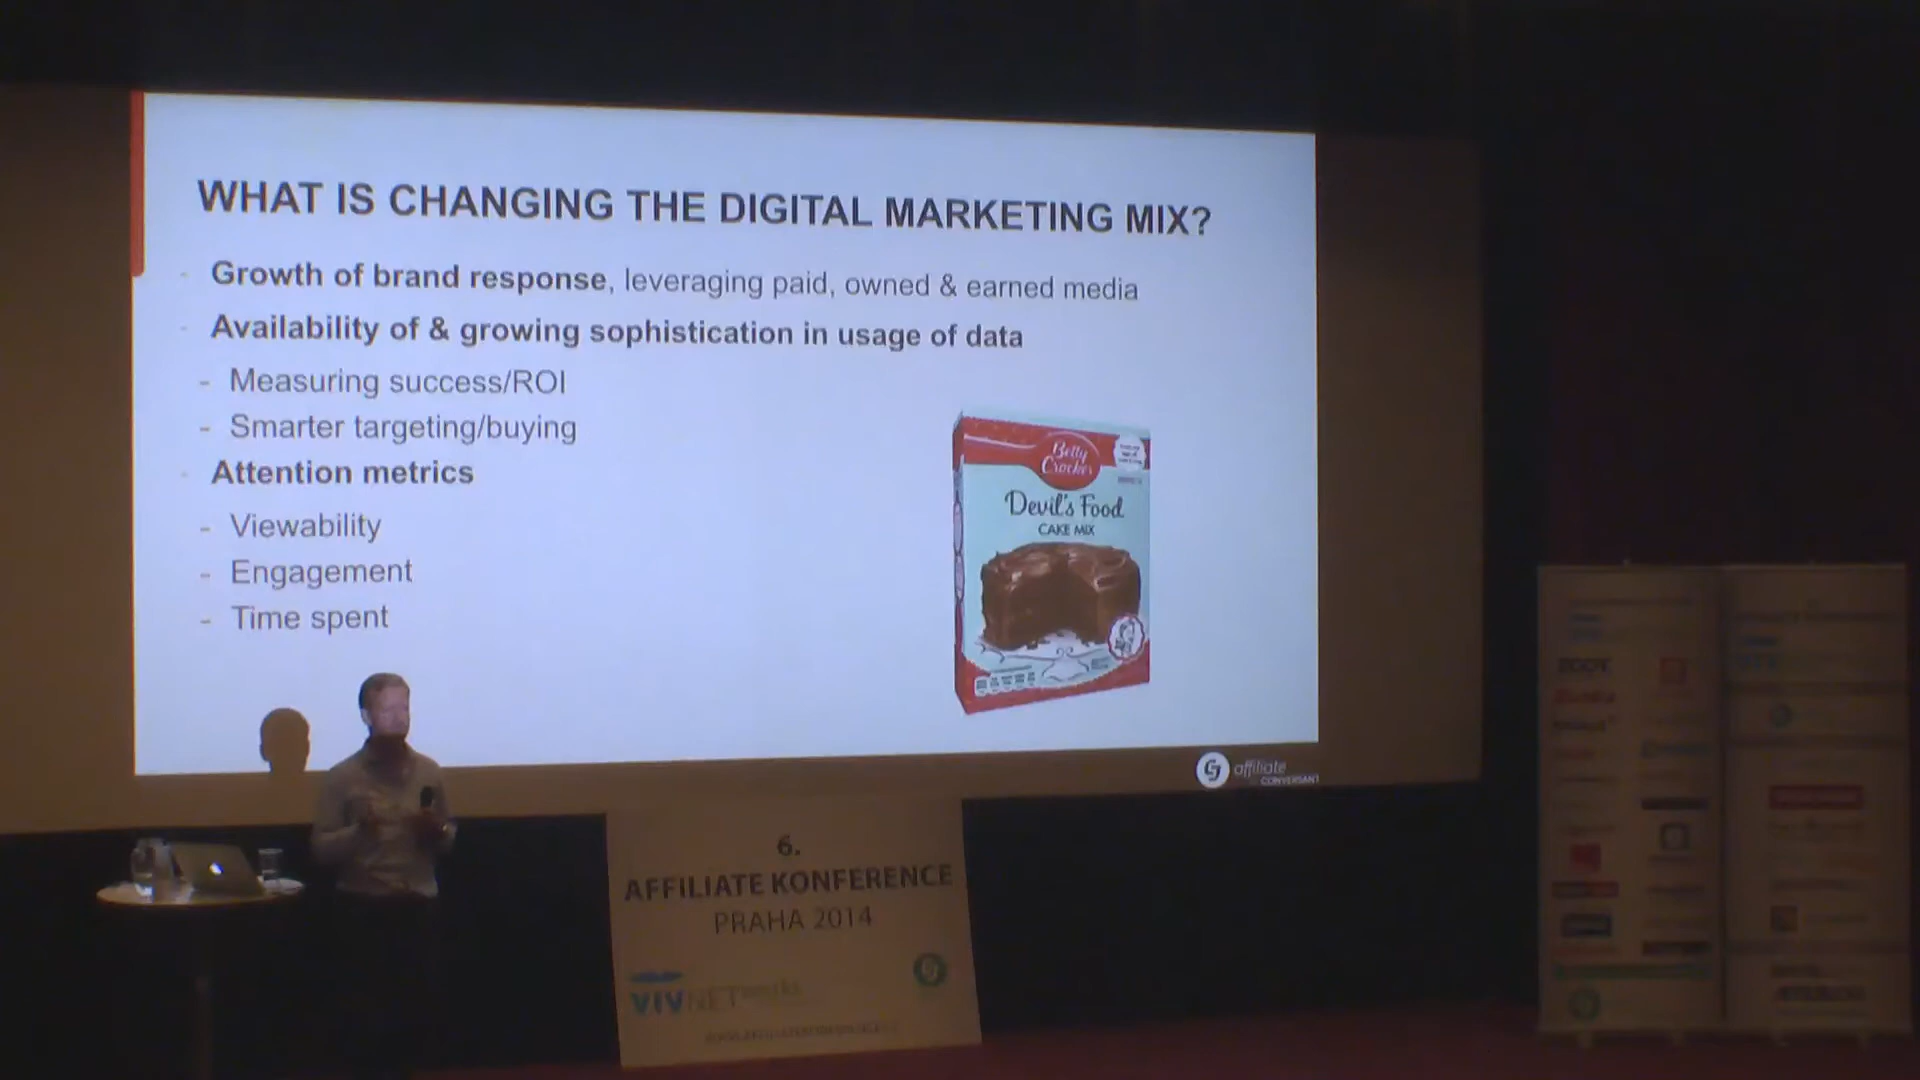 WHAT IS CHANGING THE DIGITAL MARKETING MIX?
- Growth of brand response, leveraging paid, owned & earned media
- Availability of & growing sophistication in usage of data
- Measuring success/ROI
- Smarter targeting/buying
- Attention metrics
- Viewability
- Engagement
- Time spent
Betty
Crocker
Devil's Food
CAKE MIX
affiliate
CONVERSANT
6.
AFFILIATE KONFERENCE
PRAHA 2014
VIVNETworks